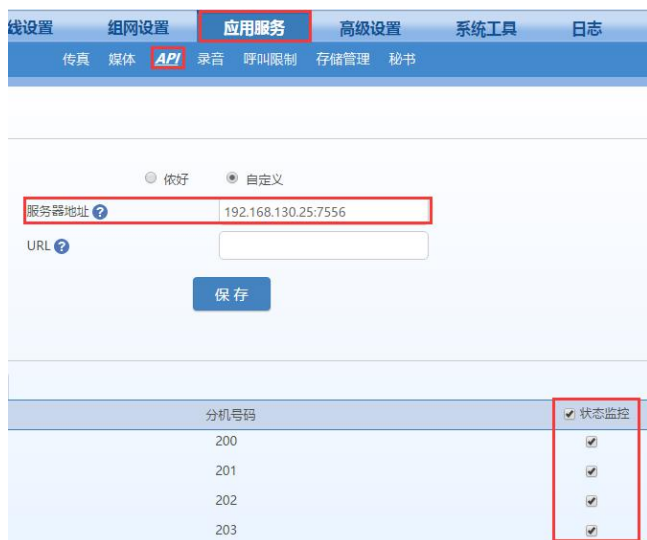 线设置 组网设置 应用服务 高级设置 系统工具 日志
传真 媒体 API 录音 呼叫限制 存储管理 秘书
侬好 自定义
服务器地址 ? 192.168.130.25:7556
URL ?
保存
分机号码 状态监控
200
201
202
203